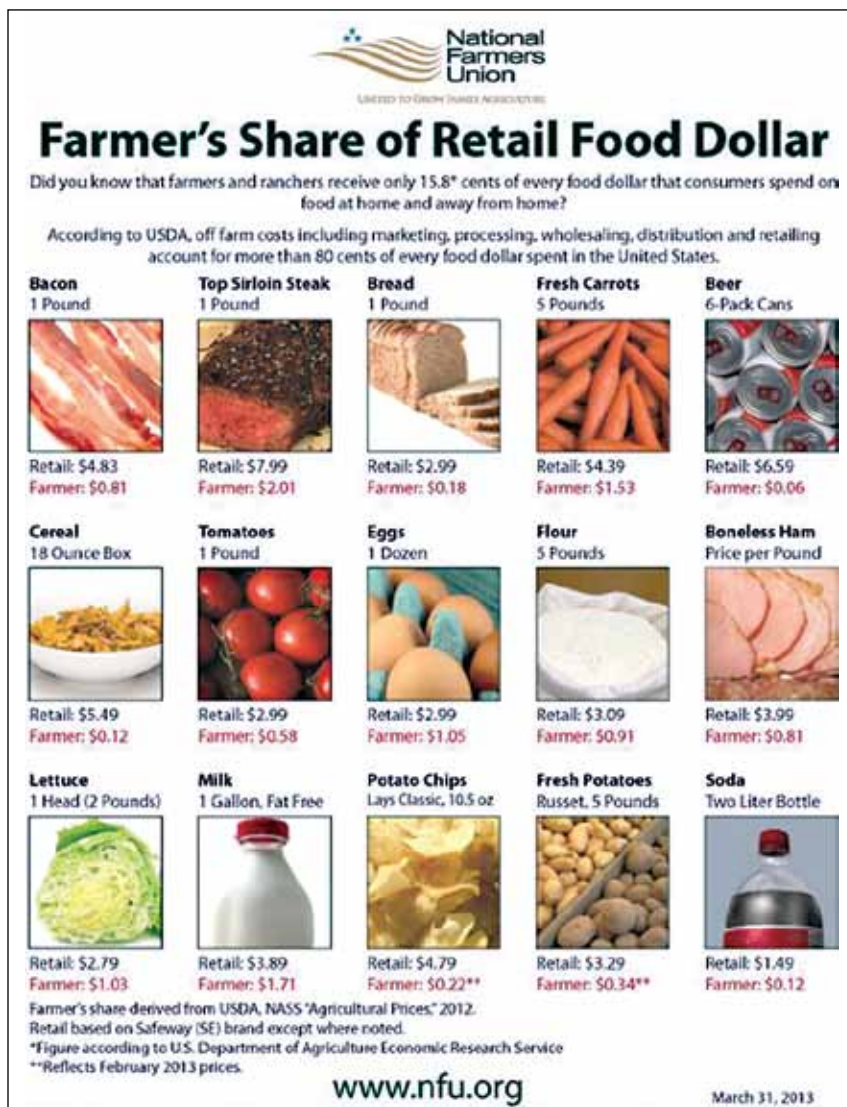 National
Farmers
Union
UNITED TO GROW FAMILY AGRICULTURE
Farmer's Share of Retail Food Dollar
Did you know that farmers and ranchers receive only 15.8* cents of every food dollar that consumers spend on
food at home and away from home?
According to USDA, off farm costs including marketing, processing, wholesaling, distribution and retailing
account for more than 80 cents of every food dollar spent in the United States.
Bacon
1 Pound
Retail: $4.83
Farmer: $0.81
Top Sirloin Steak
1 Pound
Retail: $7.99
Farmer: $2.01
Bread
1 Pound
Retail: $2.99
Farmer: $0.18
Fresh Carrots
5 Pounds
Retail: $4.39
Farmer: $1.53
Beer
6-Pack Cans
Retail: $6.59
Farmer: $0.06
Cereal
18 Ounce Box
Retail: $5.49
Farmer: $0.12
Tomatoes
1 Pound
Retail: $2.99
Farmer: $0.58
Eggs
1 Dozen
Retail: $2.99
Farmer: $1.05
Flour
5 Pounds
Retail: $3.09
Farmer: $0.91
Boneless Ham
Price per Pound
Retail: $3.99
Farmer: $0.81
Lettuce
1 Head (2 Pounds)
Retail: $2.79
Farmer: $1.03
Milk
1 Gallon, Fat Free
Retail: $3.89
Farmer: $1.71
Potato Chips
Lays Classic, 10.5 oz
Retail: $4.79
Farmer: $0.22**
Fresh Potatoes
Russet, 5 Pounds
Retail: $3.29
Farmer: $0.34**
Soda
Two Liter Bottle
Retail: $1.49
Farmer: $0.12
Farmer's share derived from USDA, NASS "Agricultural Prices," 2012.
Retail based on Safeway (SE) brand except where noted.
*Figure according to U.S. Department of Agriculture Economic Research Service
**Reflects February 2013 prices.
www.nfu.org
March 31, 2013